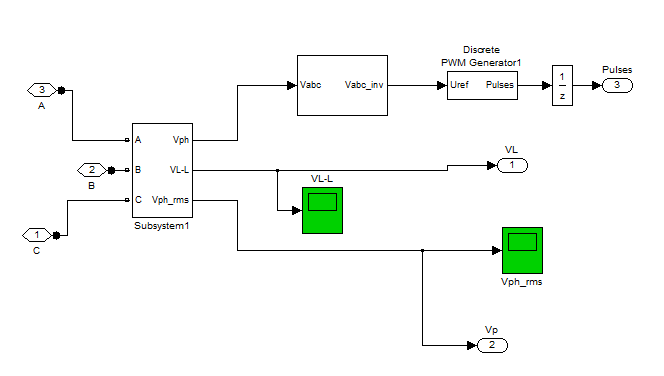 Discrete
PWM Generator1
Pulses
3
A
Vabc
Vabc_inv
Uref
Pulses
1
z
3
A
Vph
2
B
B
VL-L
VL
1
VL-L
C
Vph_rms
Subsystem1
1
C
Vph_rms
Vp
2